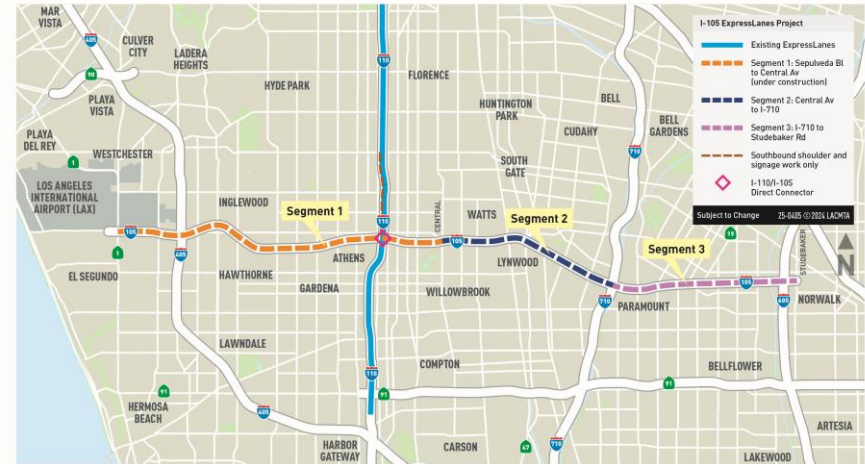 MAR
VISTA
405
CULVER
CITY
LADERA
HEIGHTS
90
PLAYA
VISTA
PLAYA
DEL REY
1
WESTCHESTER
LOS ANGELES
INTERNATIONAL
AIRPORT (LAX)
105
1
EL SEGUNDO
405
INGLEWOOD
HAWTHORNE
LAWNDALE
91
HERMOSA
BEACH
405
HYDE PARK
110
FLORENCE
Segment 1
ATHENS
110
GARDENA
CENTRAL
105
WATTS
HUNTINGTON
PARK
SOUTH
GATE
CUDAHY
BELL
BELL
GARDENS
710
Segment 2
LYNWOOD
WILLOWBROOK
Segment 3
710
PARAMOUNT
105
19
STUDEBAKER
N
605
NORWALK
COMPTON
110
91
BELLFLOWER
91
HARBOR
GATEWAY
CARSON
47
710
ARTESIA
LAKEWOOD
I-105 ExpressLanes Project
Existing ExpressLanes
Segment 1: Sepulveda Bl
to Central Av
(under construction)
Segment 2: Central Av
to I-710
Segment 3: I-710 to
Studebaker Rd
Southbound shoulder and
signage work only
I-110/I-105
Direct Connector
Subject to Change 25-0405 ©2024 LACMTA